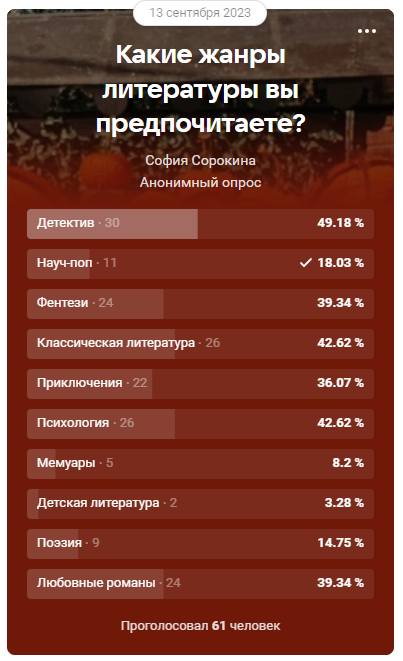 13 сентября 2023
Какие жанры
литературы вы
предпочитаете?
София Сорокина
Анонимный опрос
Детектив · 30 49.18 %
Науч-поп · 11 18.03 %
Фентези · 24 39.34 %
Классическая литература · 26 42.62 %
Приключения · 22 36.07 %
Психология · 26 42.62 %
Мемуары · 5 8.2 %
Детская литература · 2 3.28 %
Поэзия · 9 14.75 %
Любовные романы · 24 39.34 %
Проголосовал 61 человек